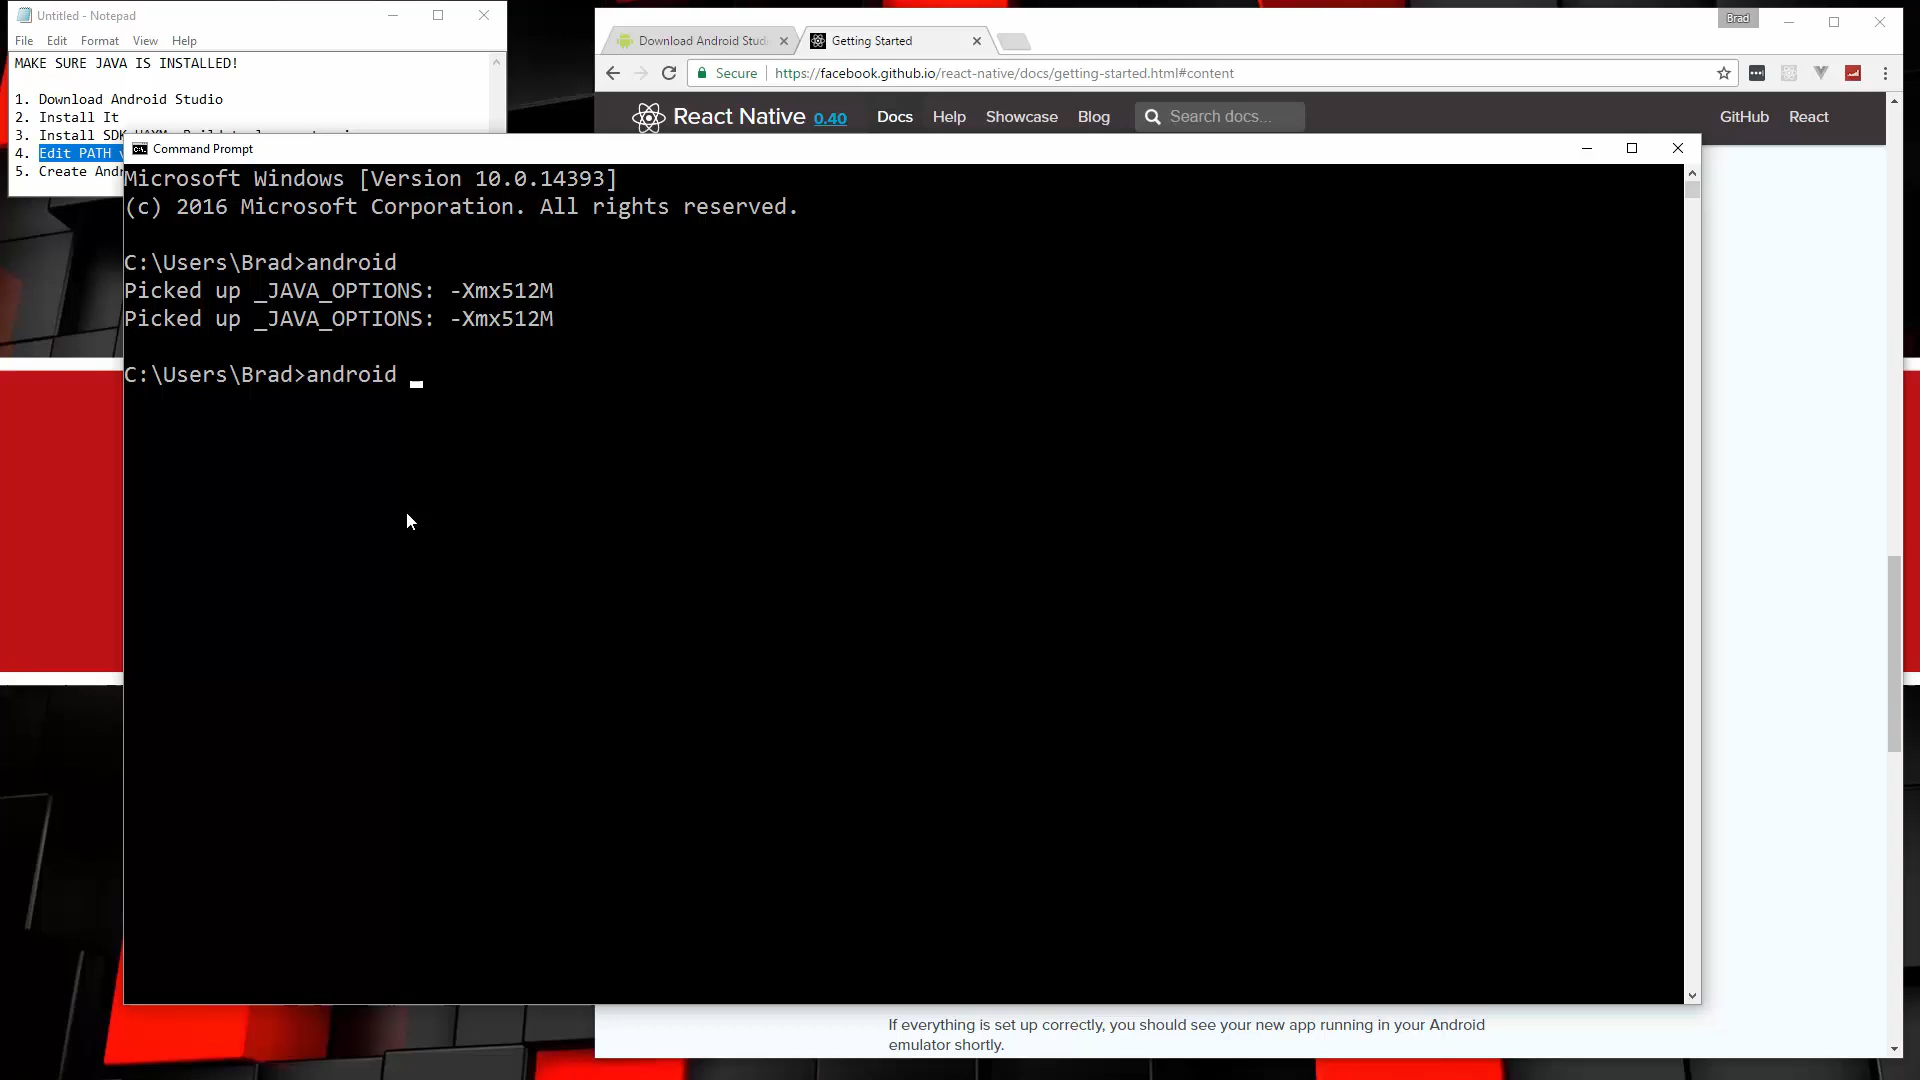 Untitled - Notepad
File Edit Format View Help
MAKE SURE JAVA IS INSTALLED!
1. Download Android Studio
2. Install It
3. Install SDK
4. Edit PATH
5. Create
Brad
Download Android Stud
Getting Started
Secure
https://facebook.github.io/react-native/docs/getting-started.html#content
React Native 0.40 Docs Help Showcase Blog Search docs... GitHub React
Command Prompt
Microsoft Windows [Version 10.0.14393]
(c) 2016 Microsoft Corporation. All rights reserved.
C:\Users\Brad>android
Picked up _JAVA_OPTIONS: -Xmx512M
Picked up _JAVA_OPTIONS: -Xmx512M
C:\Users\Brad>android
If everything is set up correctly, you should see your new app running in your Android
emulator shortly.